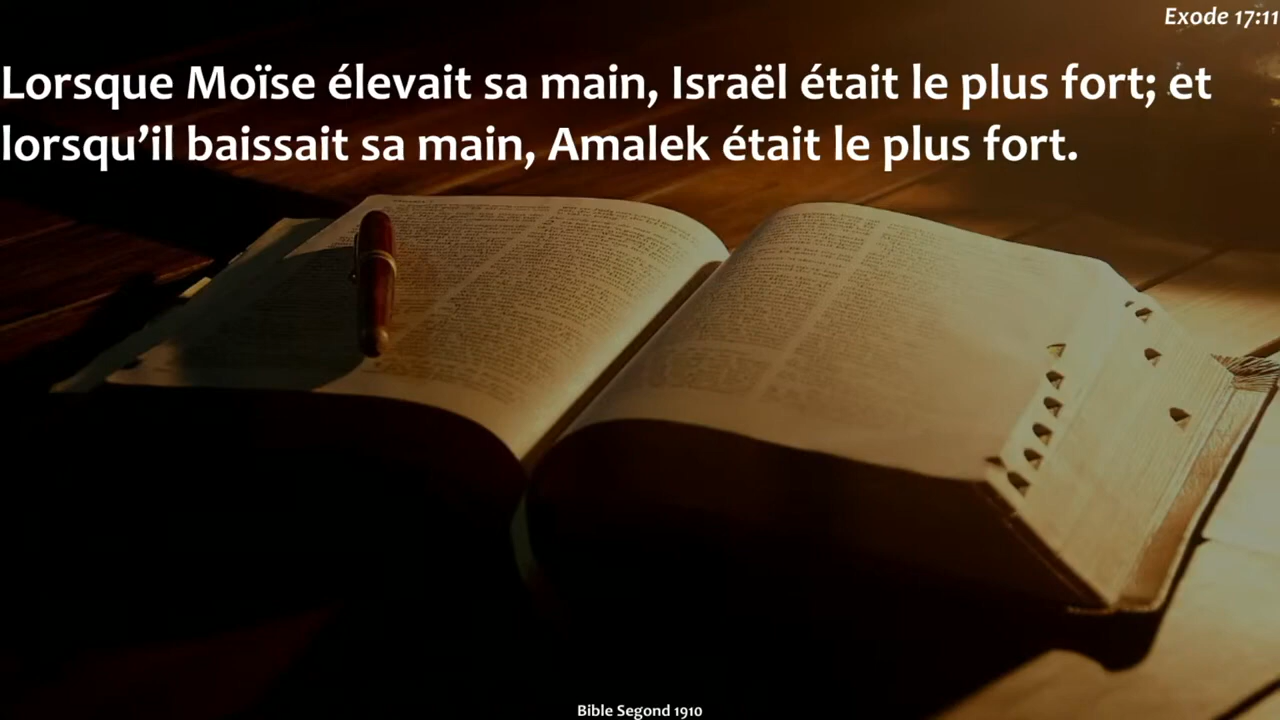 Exode 17:11
Lorsque Moïse élevait sa main, Israël était le plus fort; et
lorsqu’il baissait sa main, Amalek était le plus fort.
Bible Segond 1910